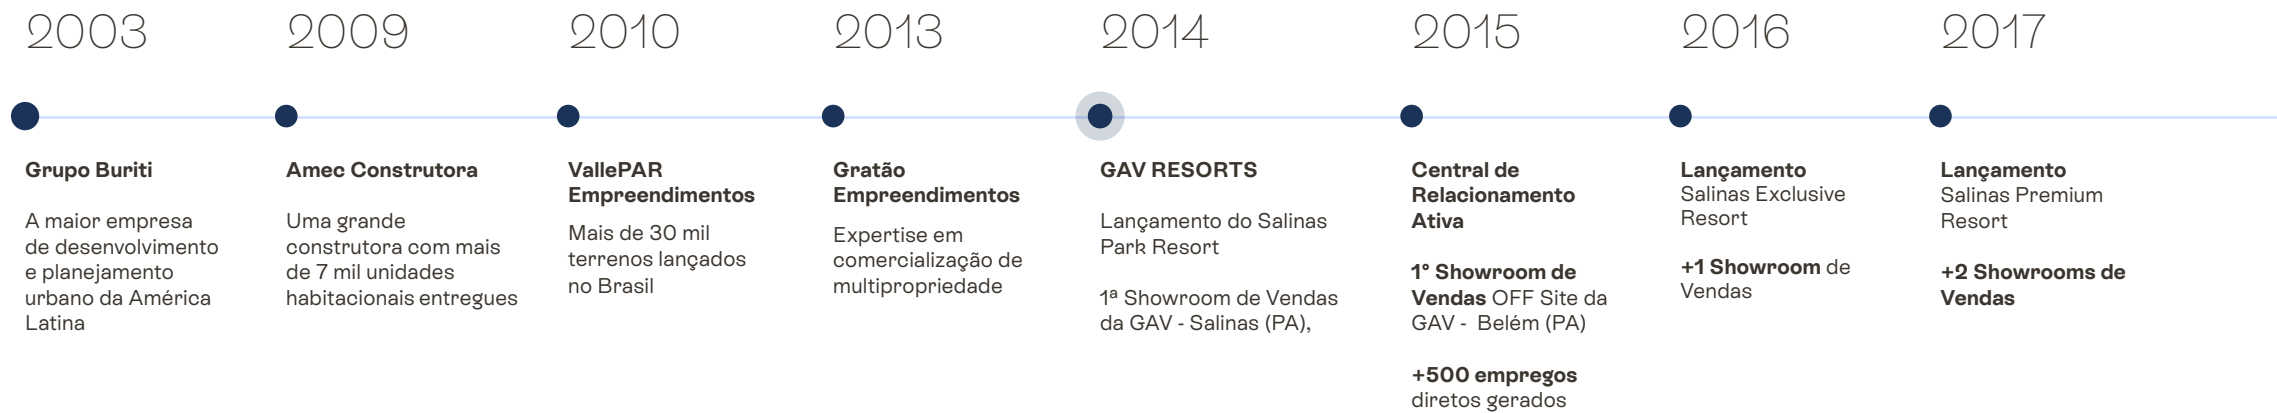 2003
Grupo Buriti
A maior empresa
de desenvolvimento
e planejamento
urbano da América
Latina
2009
Amec Construtora
Uma grande
construtora com mais
de 7 mil unidades
habitacionais entregues
2010
VallePAR
Empreendimentos
Mais de 30 mil
terrenos lançados
no Brasil
2013
Gratão
Empreendimentos
Expertise em
comercialização de
multipropriedade
2014
GAV RESORTS
Lançamento do Salinas
Park Resort
1ª Showroom de Vendas
da GAV - Salinas (PA),
2015
Central de
Relacionamento
Ativa
1° Showroom de
Vendas OFF Site da
GAV - Belém (PA)
+500 empregos
diretos gerados
2016
Lançamento
Salinas Exclusive
Resort
+1 Showroom de
Vendas
2017
Lançamento
Salinas Premium
Resort
+2 Showrooms de
Vendas